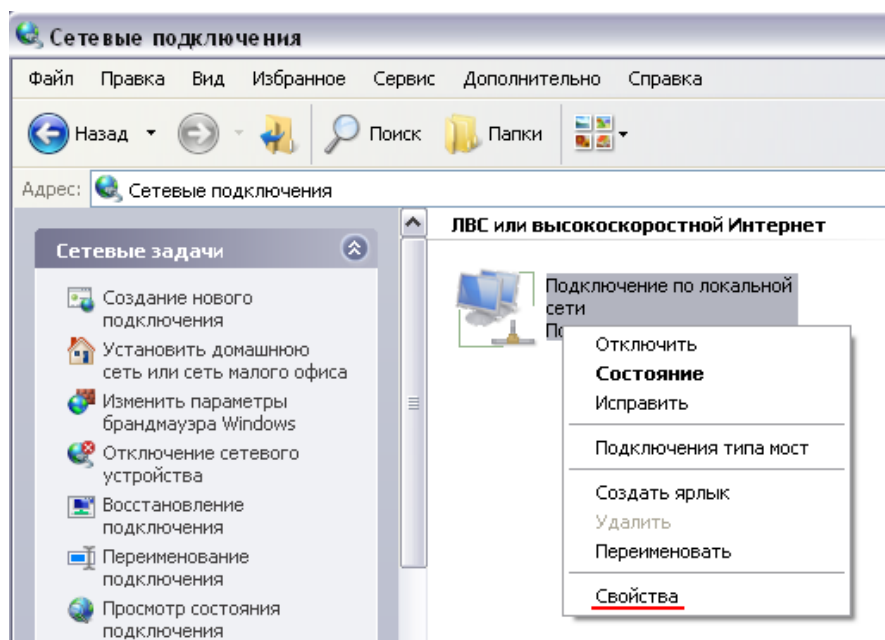 Сетевые подключения
Файл Правка Вид Избранное Сервис Дополнительно Справка
Назад Поиск Папки
Адрес: Сетевые подключения
Сетевые задачи
Создание нового
подключения
Установить домашнюю
сеть или сеть малого офиса
Изменить параметры
брандмауэра Windows
Отключение сетевого
устройства
Восстановление
подключения
Переименование
подключения
Просмотр состояния
подключения
ЛВС или высокоскоростной Интернет
Подключение по локальной
сети
Отключить
Состояние
Исправить
Подключения типа мост
Создать ярлык
Удалить
Переименовать
Свойства